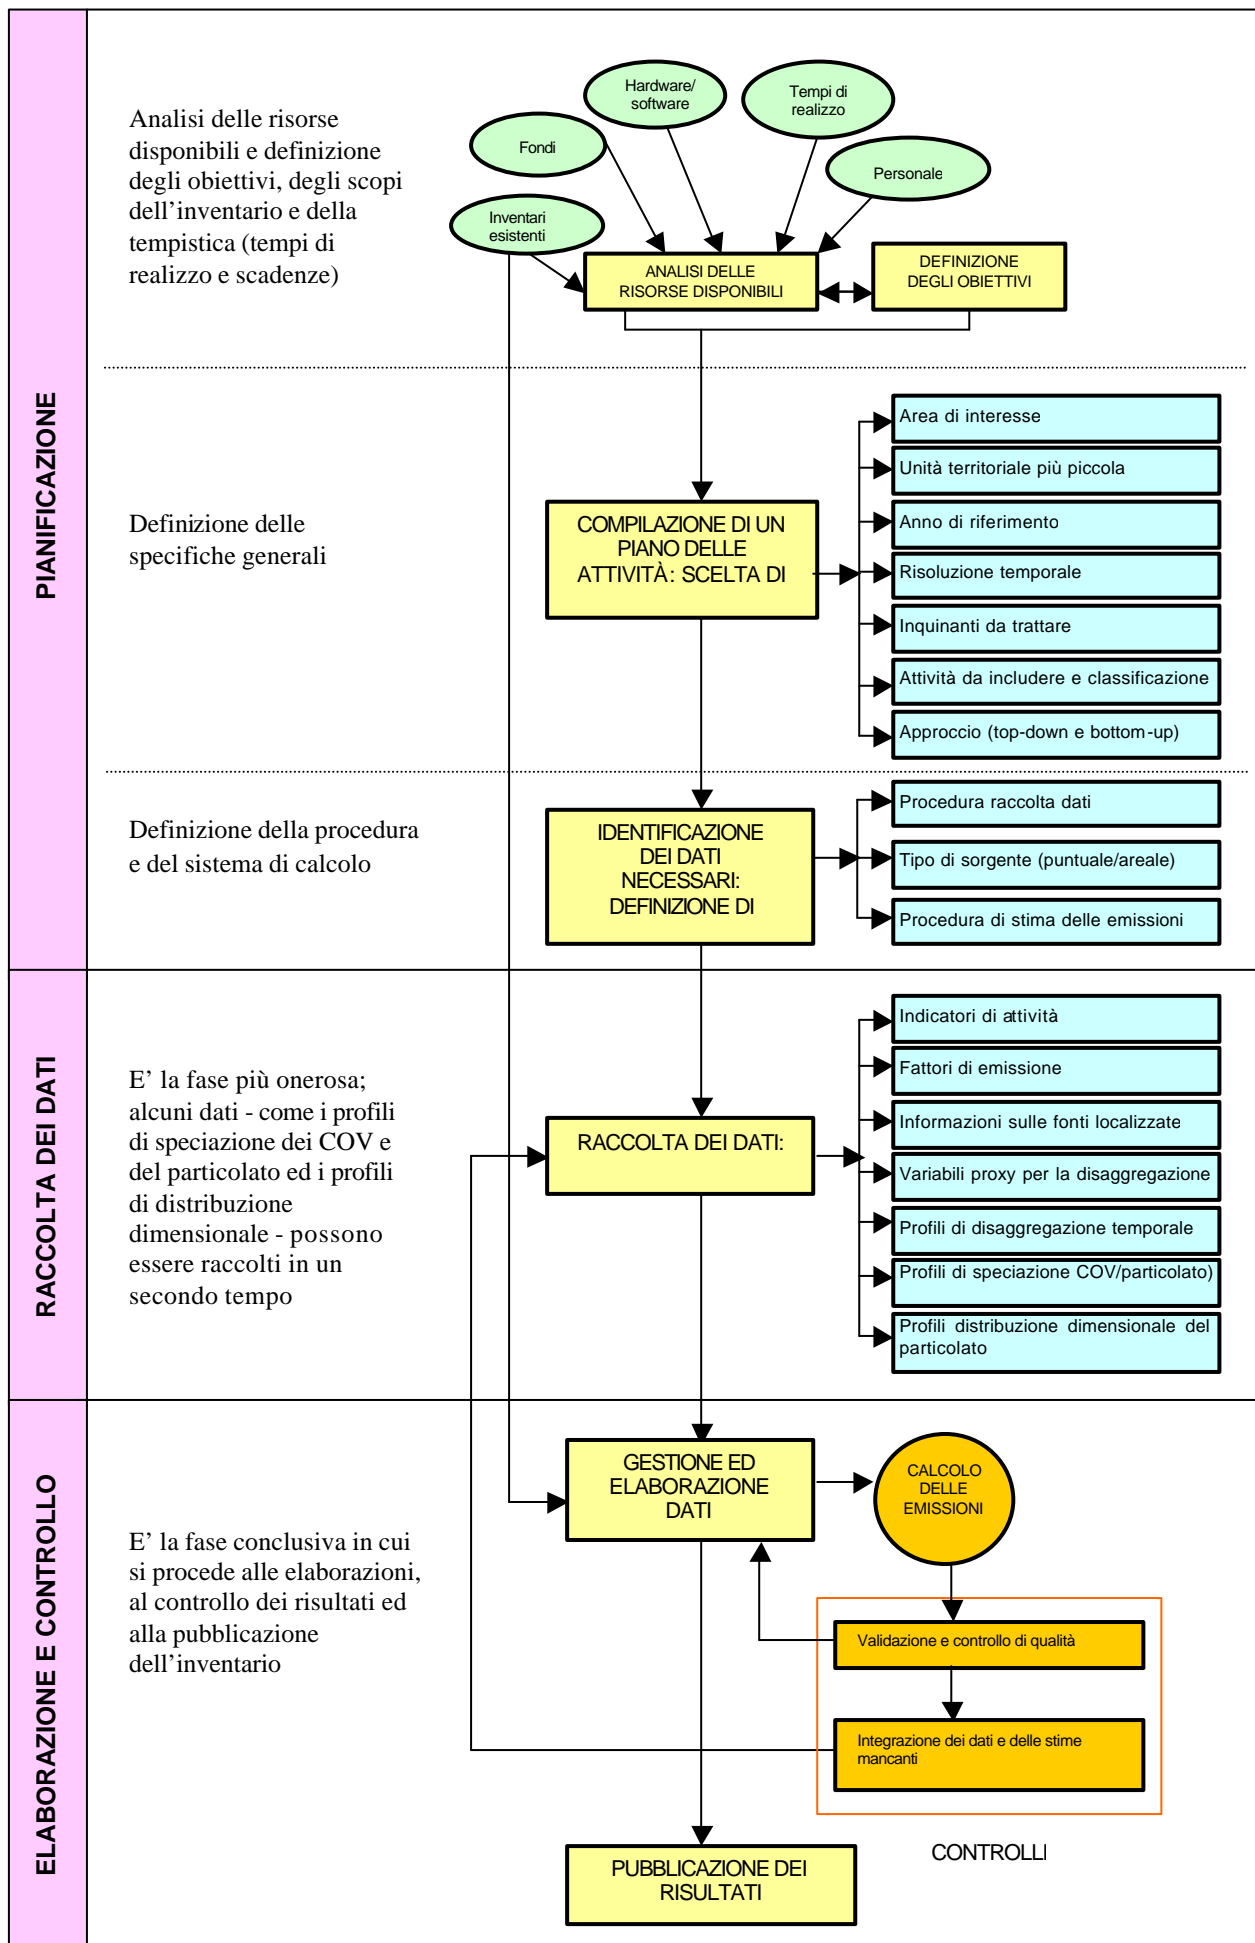 PIANIFICAZIONE
Analisi delle risorse
disponibili e definizione
degli obiettivi, degli scopi
dell’inventario e della
tempistica (tempi di
realizzo e scadenze)
Hardware/
software
Tempi di
realizzo
Fondi
Personale
Inventari
esistenti
ANALISI DELLE
RISORSE DISPONIBILI
DEFINIZIONE
DEGLI OBIETTIVI
Definizione delle
specifiche generali
COMPILAZIONE DI UN
PIANO DELLE
ATTIVITÀ: SCELTA DI
Area di interesse
Unità territoriale più piccola
Anno di riferimento
Risoluzione temporale
Inquinanti da trattare
Attività da includere e classificazione
Approccio (top-down e bottom-up)
Definizione della procedura
e del sistema di calcolo
IDENTIFICAZIONE
DEI DATI
NECESSARI:
DEFINIZIONE DI
Procedura raccolta dati
Tipo di sorgente (puntuale/areale)
Procedura di stima delle emissioni
RACCOLTA DEI DATI
E’ la fase più onerosa;
alcuni dati - come i profili
di speciazione dei COV e
del particolato ed i profili
di distribuzione
dimensionale - possono
essere raccolti in un
secondo tempo
RACCOLTA DEI DATI:
Indicatori di attività
Fattori di emissione
Informazioni sulle fonti localizzate
Variabili proxy per la disaggregazione
Profili di disaggregazione temporale
Profili di speciazione COV/particolato)
Profili distribuzione dimensionale del
particolato
ELABORAZIONE E CONTROLLO
E’ la fase conclusiva in cui
si procede alle elaborazioni,
al controllo dei risultati ed
alla pubblicazione
dell’inventario
GESTIONE ED
ELABORAZIONE
DATI
CALCOLO
DELLE
EMISSIONI
Validazione e controllo di qualità
Integrazione dei dati e delle stime
mancanti
CONTROLLI
PUBBLICAZIONE DEI
RISULTATI